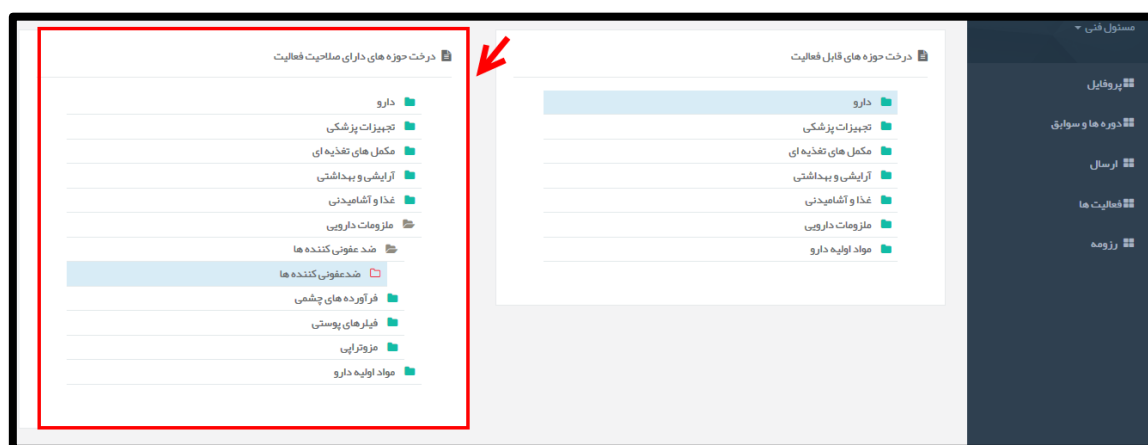 مسئول فنی
پروفایل
دوره ها و سوابق
ارسال
فعالیت ها
رزومه
درخت حوزه های قابل فعالیت
دارو
تجهیزات پزشکی
مکمل های تغذیه ای
آرایشی و بهداشتی
غذا و آشامیدنی
ملزومات دارویی
مواد اولیه دارو
درخت حوزه های دارای صلاحیت فعالیت
دارو
تجهیزات پزشکی
مکمل های تغذیه ای
آرایشی و بهداشتی
غذا و آشامیدنی
ملزومات دارویی
ضد عفونی کننده ها
ضدعفونی کننده ها
فرآورده های چشمی
فیلرهای پوستی
مزوتراپی
مواد اولیه دارو